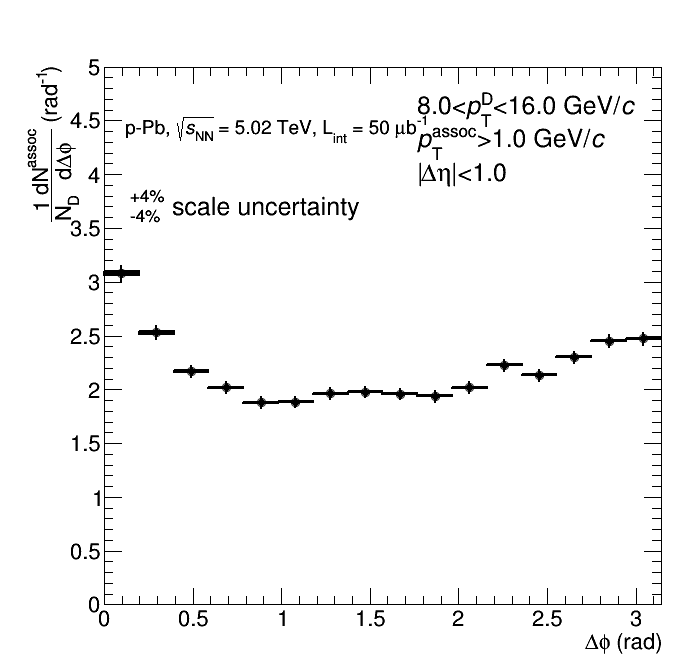 1 dN^assoc / N_D dΔϕ (rad^-1)
p-Pb, √s_NN = 5.02 TeV, L_int = 50 μb^-1
8.0<p_T^D<16.0 GeV/c
p_T^assoc>1.0 GeV/c
|Δη|<1.0
+4%
-4% scale uncertainty
5
4.5
4
3.5
3
2.5
2
1.5
1
0.5
0
0 0.5 1 1.5 2 2.5 3
Δϕ (rad)